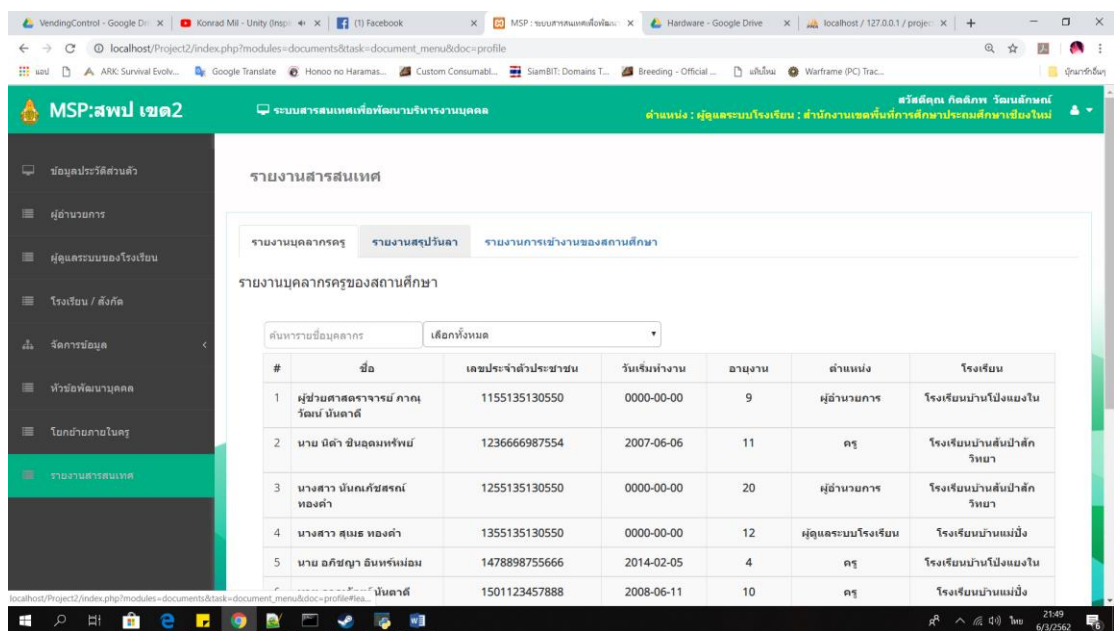 VendingControl - Google Dr
Konrad Mil - Unity (Insp
(1) Facebook
MSP : ระบบสารสนเทศเพื่อพัฒนา
Hardware - Google Drive
localhost / 127.0.0.1 / projec
localhost/Project2/index.php?modules=documents&task=document_menu&doc=profile
แอป
ARK: Survival Evolv...
Google Translate
Honoo no Haramas...
Custom Consumabl...
SiamBIT: Domains T...
Breeding - Official ...
แท็บใหม่
Warframe (PC) Trac...
บุ๊กมาร์กอื่นๆ
MSP:สพป เขต2
ระบบสารสนเทศเพื่อพัฒนาบริหารงานบุคคล
สวัสดีคุณ กิตติภพ วัฒนลักษณ์
ตำแหน่ง : ผู้ดูแลระบบโรงเรียน : สำนักงานเขตพื้นที่การศึกษาประถมศึกษาเชียงใหม่
ข้อมูลประวัติส่วนตัว
ผู้อำนวยการ
ผู้ดูแลระบบของโรงเรียน
โรงเรียน / สังกัด
จัดการข้อมูล
หัวข้อพัฒนาบุคคล
โยกย้ายภายในครู
รายงานสารสนเทศ
รายงานสารสนเทศ
รายงานบุคลากรครู รายงานสรุปวันลา รายงานการเข้างานของสถานศึกษา
รายงานบุคลากรครูของสถานศึกษา
ค้นหารายชื่อบุคลากร เลือกทั้งหมด
# ชื่อ เลขประจำตัวประชาชน วันเริ่มทำงาน อายุงาน ตำแหน่ง โรงเรียน
1 ผู้ช่วยศาสตราจารย์ ภาณุ 1155135130550 0000-00-00 9 ผู้อำนวยการ โรงเรียนบ้านโป่งแยงใน
วัฒน์ นันตาดี
2 นาย นิด้า ชินอุดมทรัพย์ 1236666987554 2007-06-06 11 ครู โรงเรียนบ้านสันป่าสัก
วิทยา
3 นางสาว นันณภัชสรณ์ 1255135130550 0000-00-00 20 ผู้อำนวยการ โรงเรียนบ้านสันป่าสัก
ทองคำ วิทยา
4 นางสาว สุเมธ ทองคำ 1355135130550 0000-00-00 12 ผู้ดูแลระบบโรงเรียน โรงเรียนบ้านแม่ปั๋ง
5 นาย อภิชญา อินทร์หม่อม 1478898755666 2014-02-05 4 ครู โรงเรียนบ้านโป่งแยงใน
นันตาดี 1501123457888 2008-06-11 10 ครู โรงเรียนบ้านแม่ปั๋ง
localhost/Project2/index.php?modules=documents&task=document_menu&doc=profile#lea...
ไทย
21:49
6/3/2562